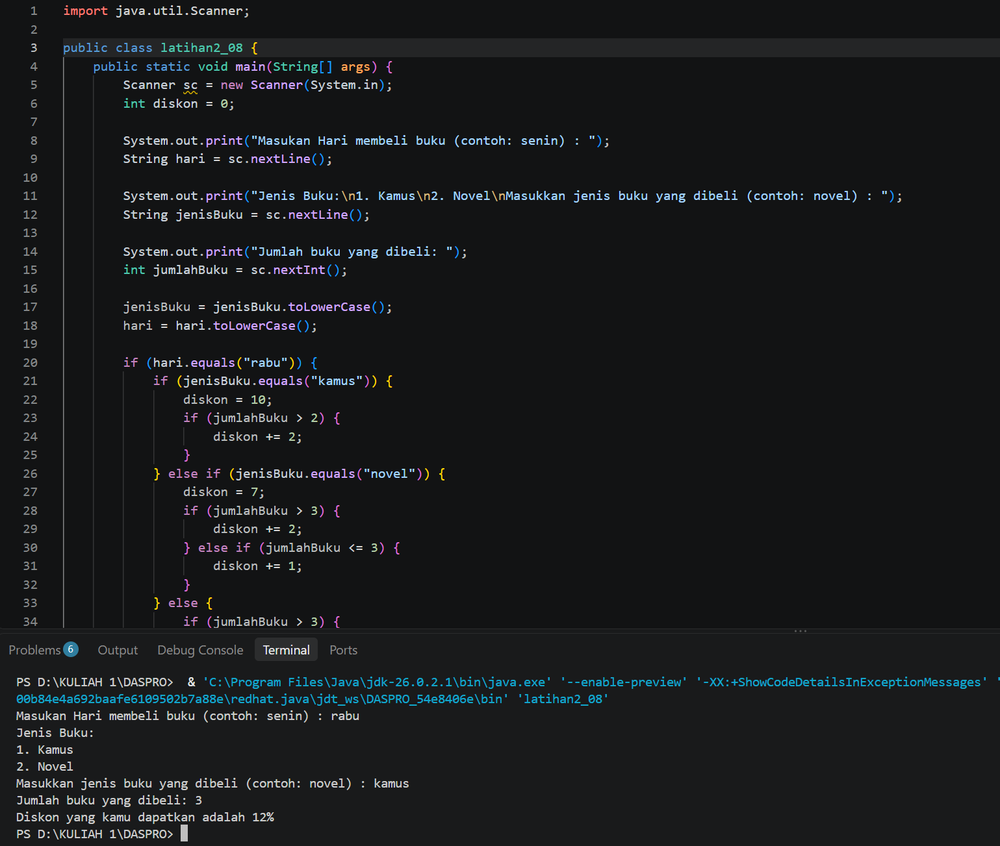 1 import java.util.Scanner;
2
3 public class latihan2_08 {
4 public static void main(String[] args) {
5 Scanner sc = new Scanner(System.in);
6 int diskon = 0;
7
8 System.out.print("Masukan Hari membeli buku (contoh: senin) : ");
9 String hari = sc.nextLine();
10
11 System.out.print("Jenis Buku:\n1. Kamus\n2. Novel\nMasukkan jenis buku yang dibeli (contoh: novel) : ");
12 String jenisBuku = sc.nextLine();
13
14 System.out.print("Jumlah buku yang dibeli: ");
15 int jumlahBuku = sc.nextInt();
16
17 jenisBuku = jenisBuku.toLowerCase();
18 hari = hari.toLowerCase();
19
20 if (hari.equals("rabu")) {
21 if (jenisBuku.equals("kamus")) {
22 diskon = 10;
23 if (jumlahBuku > 2) {
24 diskon += 2;
25 }
26 } else if (jenisBuku.equals("novel")) {
27 diskon = 7;
28 if (jumlahBuku > 3) {
29 diskon += 2;
30 } else if (jumlahBuku <= 3) {
31 diskon += 1;
32 }
33 } else {
34 if (jumlahBuku > 3) {
Problems 6 Output Debug Console Terminal Ports
PS D:\KULIAH 1\DASPRO> & 'C:\Program Files\Java\jdk-26.0.2.1\bin\java.exe' '--enable-preview' '-XX:+ShowCodeDetailsInExceptionMessages' '
00b84e4a692baafe6109502b7a88e\redhat.java\jdt_ws\DASPRO_54e8406e\bin' 'latihan2_08'
Masukan Hari membeli buku (contoh: senin) : rabu
Jenis Buku:
1. Kamus
2. Novel
Masukkan jenis buku yang dibeli (contoh: novel) : kamus
Jumlah buku yang dibeli: 3
Diskon yang kamu dapatkan adalah 12%
PS D:\KULIAH 1\DASPRO>